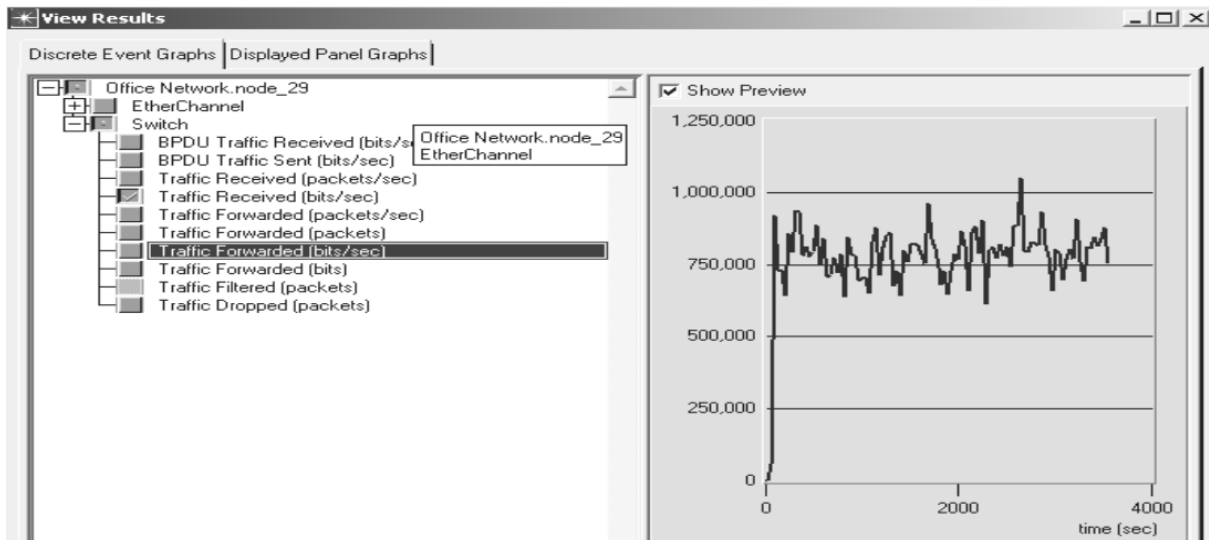 View Results
Discrete Event Graphs Displayed Panel Graphs
Office Network.node_29
EtherChannel
Switch
BPDU Traffic Received (bits/s
BPDU Traffic Sent (bits/sec)
Traffic Received (packets/sec)
Traffic Received (bits/sec)
Traffic Forwarded (packets/sec)
Traffic Forwarded (packets)
Traffic Forwarded (bits/sec)
Traffic Forwarded (bits)
Traffic Filtered (packets)
Traffic Dropped (packets)
Office Network.node_29
EtherChannel
Show Preview
1,250,000
1,000,000
750,000
500,000
250,000
0
0 2000 4000
time (sec)